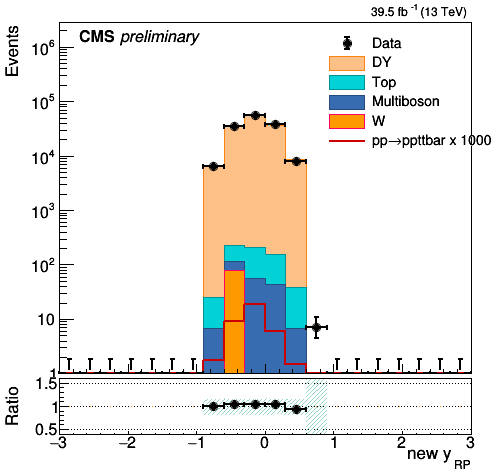 39.5 fb⁻¹ (13 TeV)
CMS preliminary
Events
10⁶
10⁵
10⁴
10³
10²
10
1
Data
DY
Top
Multiboson
W
pp→ppttbar x 1000
Ratio
1.5
1
0.5
−3 −2 −1 0 1 2 3
new y_RP